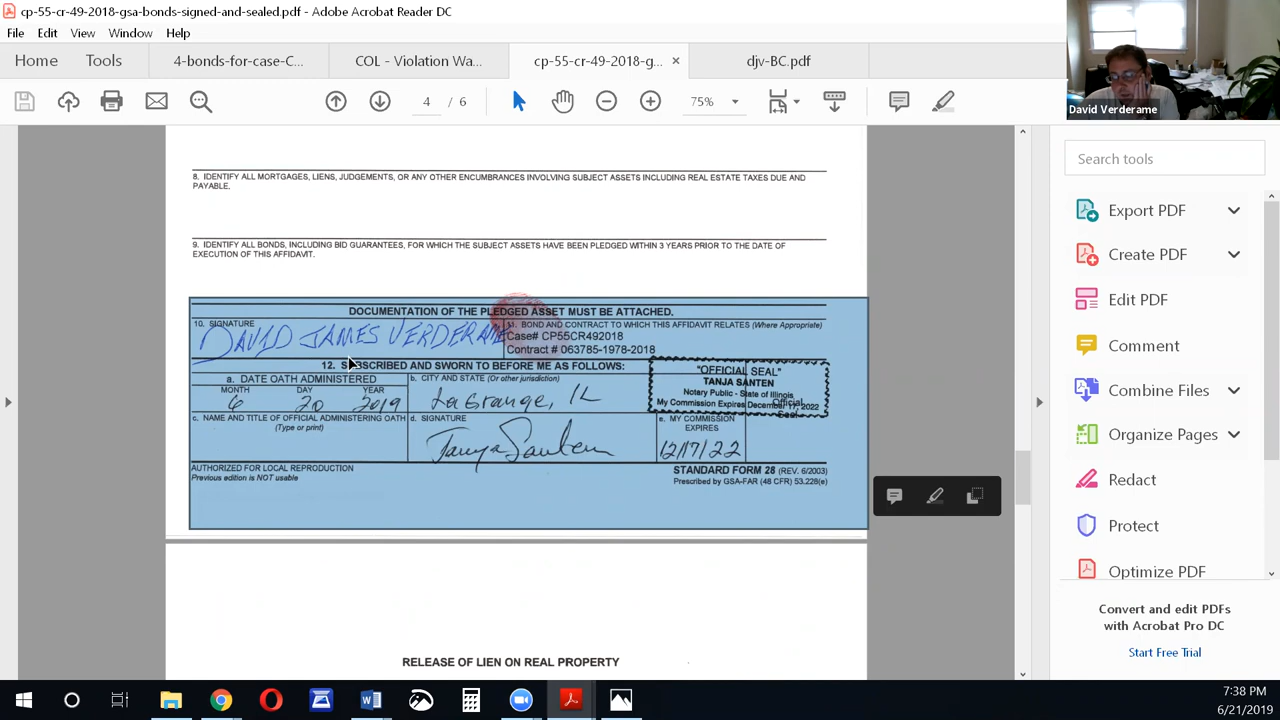 cp-55-cr-49-2018-gsa-bonds-signed-and-sealed.pdf - Adobe Acrobat Reader DC
File Edit View Window Help
Home Tools 4-bonds-for-case-C... COL - Violation Wa... cp-55-cr-49-2018-g... × djv-BC.pdf
David Verderame
4 / 6 75%
Search tools
8. IDENTIFY ALL MORTGAGES, LIENS, JUDGEMENTS, OR ANY OTHER ENCUMBRANCES INVOLVING SUBJECT ASSETS INCLUDING REAL ESTATE TAXES DUE AND
PAYABLE.
9. IDENTIFY ALL BONDS, INCLUDING BID GUARANTEES, FOR WHICH THE SUBJECT ASSETS HAVE BEEN PLEDGED WITHIN 3 YEARS PRIOR TO THE DATE OF
EXECUTION OF THIS AFFIDAVIT.
DOCUMENTATION OF THE PLEDGED ASSET MUST BE ATTACHED.
10. SIGNATURE
DAVID JAMES VERDERAME
11. BOND AND CONTRACT TO WHICH THIS AFFIDAVIT RELATES (Where Appropriate)
Case# CP55CR492018
Contract # 063785-1978-2018
12. SUBSCRIBED AND SWORN TO BEFORE ME AS FOLLOWS:
a. DATE OATH ADMINISTERED
MONTH DAY YEAR
6 20 2019
b. CITY AND STATE (Or other jurisdiction)
LaGrange, IL
"OFFICIAL SEAL"
TANJA SANTEN
Notary Public - State of Illinois
My Commission Expires December 17, 2022
Official
Seal
c. NAME AND TITLE OF OFFICIAL ADMINISTERING OATH
(Type or print)
d. SIGNATURE
Tanja Santen
e. MY COMMISSION
EXPIRES
12/17/22
AUTHORIZED FOR LOCAL REPRODUCTION
Previous edition is NOT usable
STANDARD FORM 28 (REV. 6/2003)
Prescribed by GSA-FAR (48 CFR) 53.228(e)
RELEASE OF LIEN ON REAL PROPERTY
Export PDF
Create PDF
Edit PDF
Comment
Combine Files
Organize Pages
Redact
Protect
Optimize PDF
Convert and edit PDFs
with Acrobat Pro DC
Start Free Trial
7:38 PM
6/21/2019